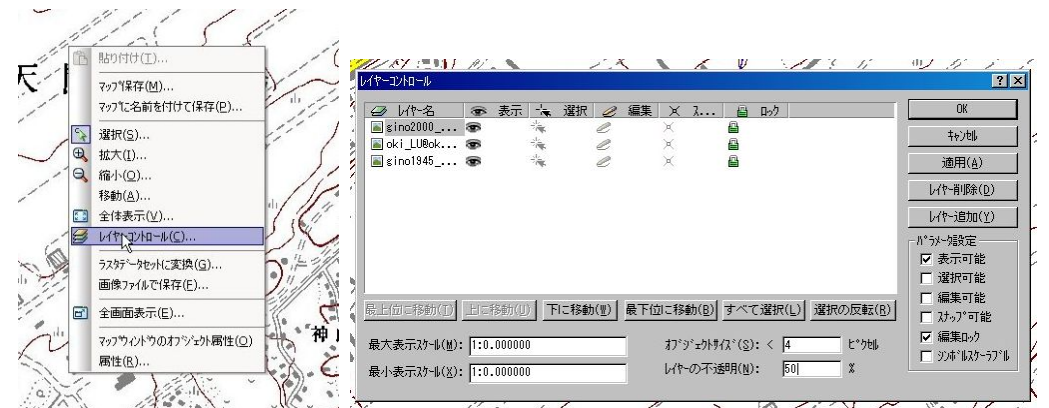 天
貼り付け(I)...
マップ保存(M)...
マップに名前を付けて保存(P)...
選択(S)...
拡大(I)...
縮小(O)...
移動(A)...
全体表示(V)...
レイヤーコントロール(C)...
ラスタデータセットに変換(G)...
画像ファイルで保存(F)...
全画面表示(E)...
マップウィンドウのオブジェクト属性(O)
属性(R)...
神
レイヤーコントロール
レイヤー名 表示 選択 編集 ス... ロック
gino2000_...
oki_LU@ok...
gino1945_...
OK
キャンセル
適用(A)
レイヤー削除(D)
レイヤー追加(Y)
パラメータ設定
表示可能
選択可能
編集可能
スナップ可能
編集ロック
シンボルスケーラブル
最上位に移動(T) 上に移動(U) 下に移動(W) 最下位に移動(B) すべて選択(L) 選択の反転(R)
最大表示スケール(M): 1:0.000000 オブジェクトサイズ(S): < 4 ピクセル
最小表示スケール(X): 1:0.000000 レイヤーの不透明(N): 50 %